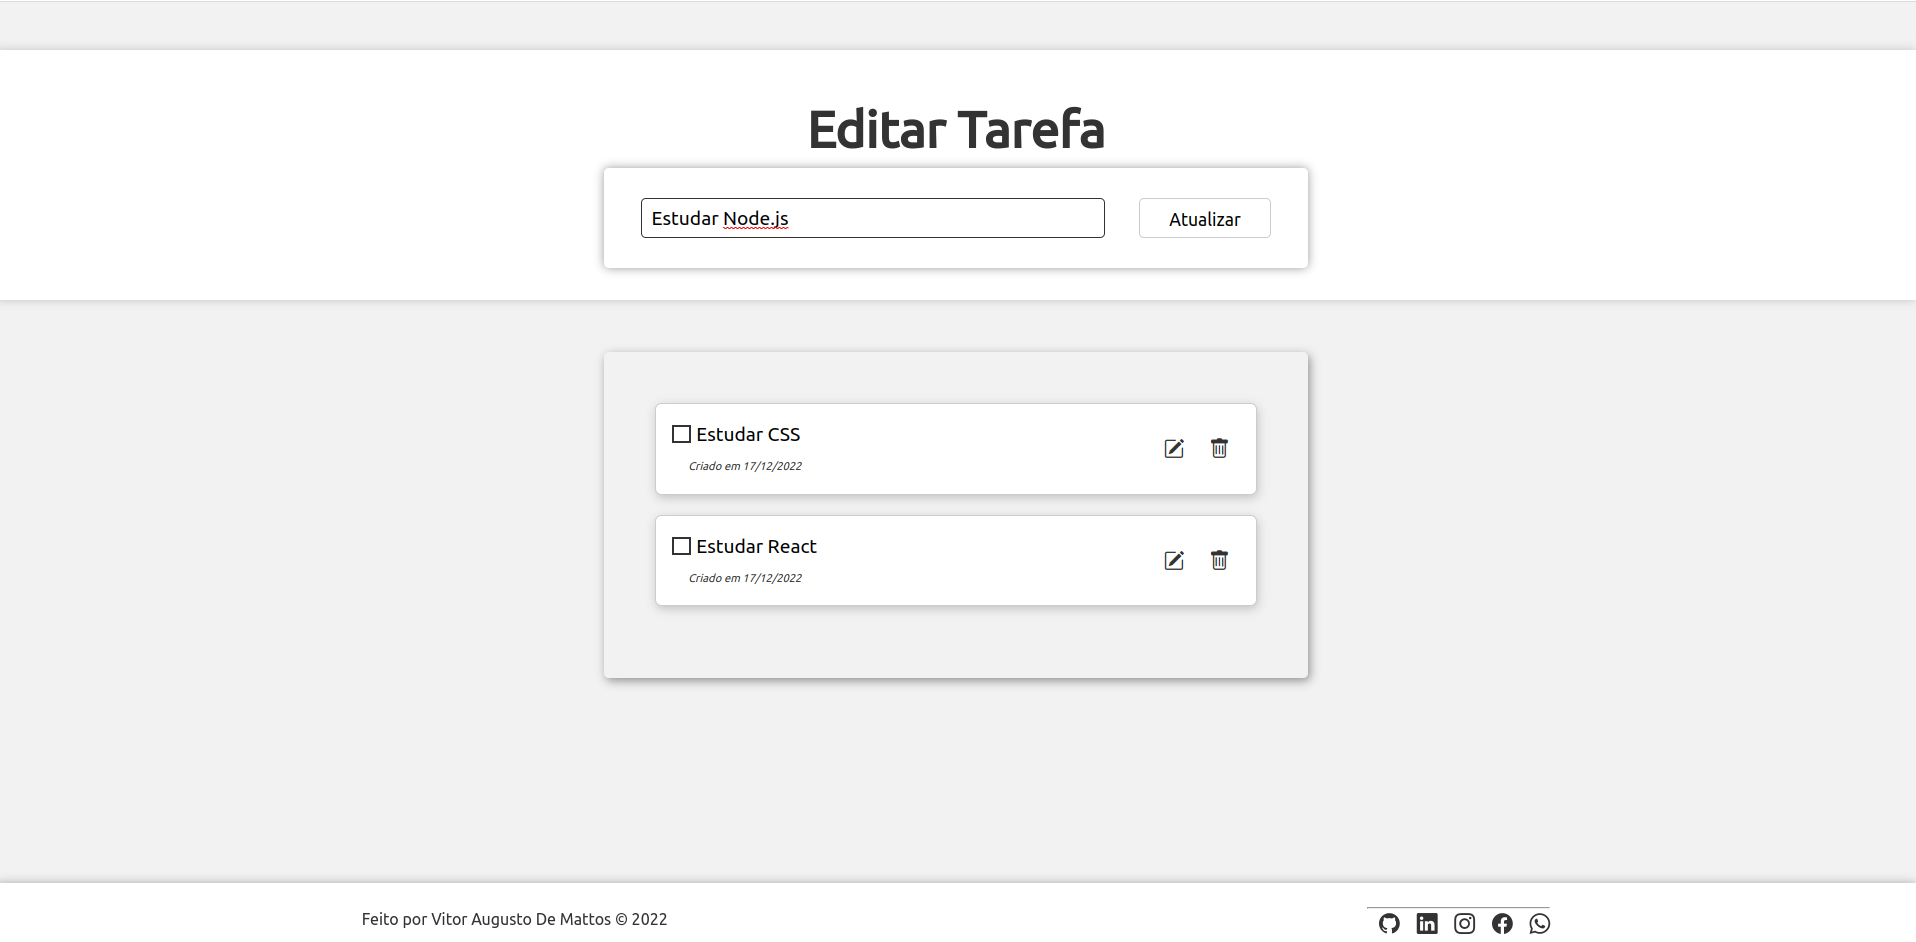 Editar Tarefa
Estudar Node.js
Atualizar
Estudar CSS
Criado em 17/12/2022
Estudar React
Criado em 17/12/2022
Feito por Vitor Augusto De Mattos © 2022